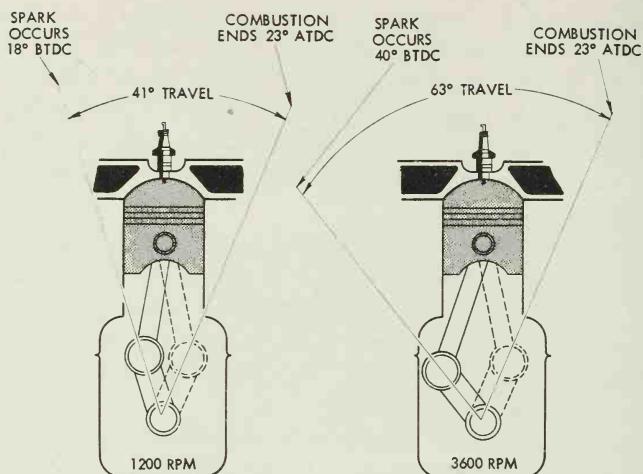 SPARK
OCCURS
18° BTDC
COMBUSTION
ENDS 23° ATDC
41° TRAVEL
1200 RPM
SPARK
OCCURS
40° BTDC
COMBUSTION
ENDS 23° ATDC
63° TRAVEL
3600 RPM